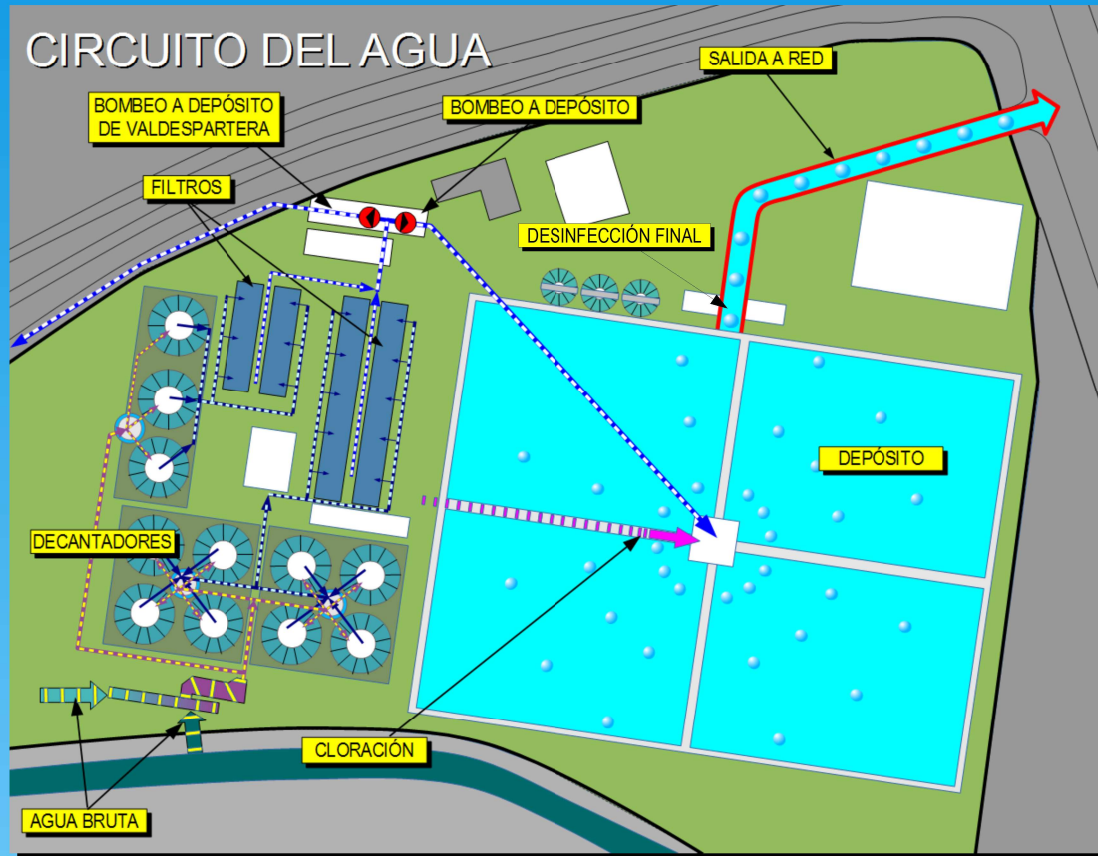 CIRCUITO DEL AGUA
SALIDA A RED
BOMBEO A DEPÓSITO
DE VALDESPARTERA
BOMBEO A DEPÓSITO
FILTROS
DESINFECCIÓN FINAL
DEPÓSITO
DECANTADORES
CLORACIÓN
AGUA BRUTA